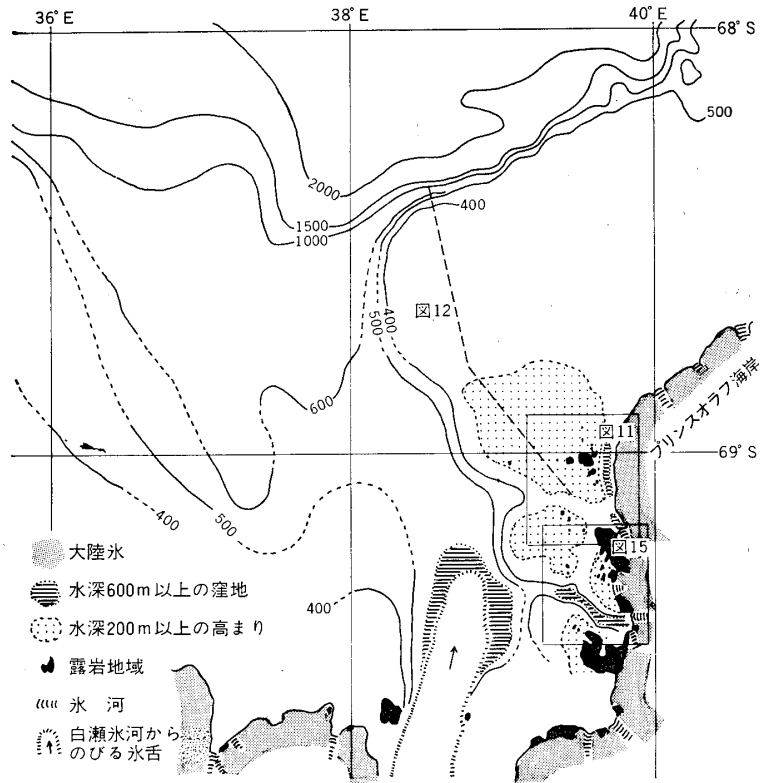 36°E
38°E
40°E
68°S
500
2000
1500
1000
400
図12
400
500
600
プリンスオラフ海岸
図11
69°S
400
500
図15
400
大陸氷
水深600m以上の窪地
水深200m以上の高まり
露岩地域
氷 河
白瀬氷河から
のびる氷舌